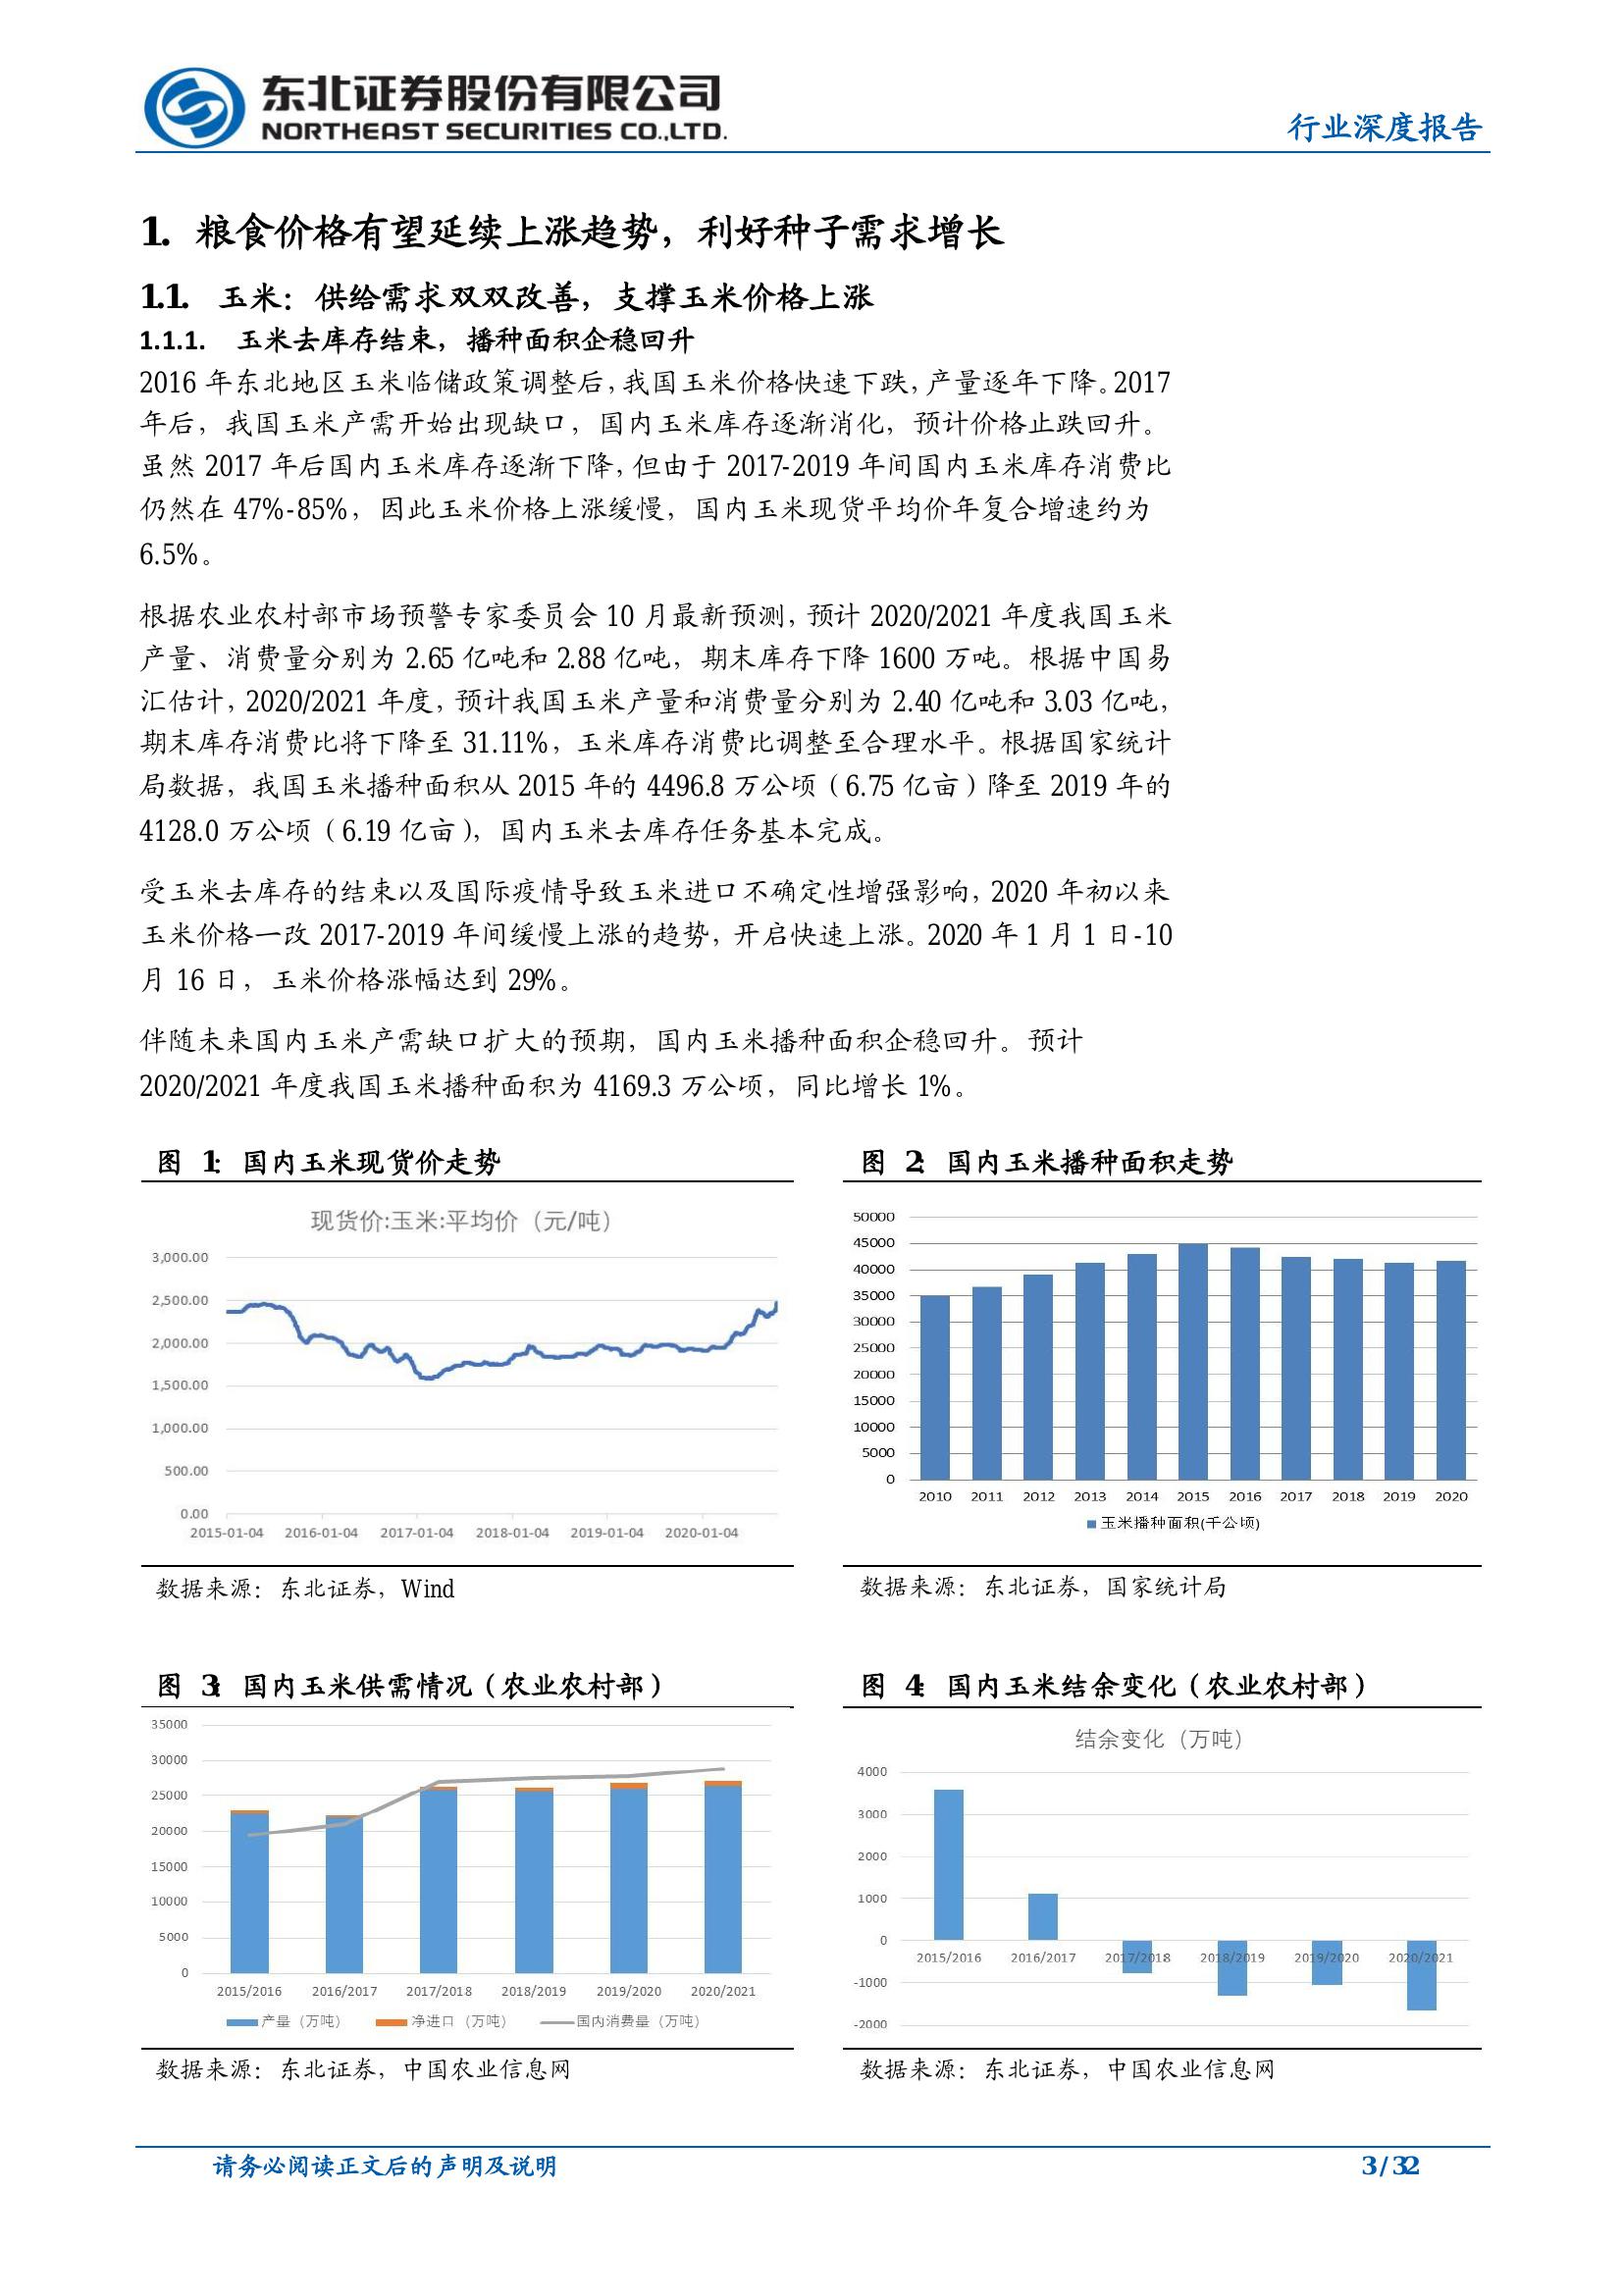 东北证券股份有限公司
NORTHEAST SECURITIES CO.,LTD.
行业深度报告
1. 粮食价格有望延续上涨趋势，利好种子需求增长
1.1. 玉米：供给需求双双改善，支撑玉米价格上涨
1.1.1. 玉米去库存结束，播种面积企稳回升
2016 年东北地区玉米临储政策调整后，我国玉米价格快速下跌，产量逐年下降。2017
年后，我国玉米产需开始出现缺口，国内玉米库存逐渐消化，预计价格止跌回升。
虽然 2017 年后国内玉米库存逐渐下降，但由于 2017-2019 年间国内玉米库存消费比
仍然在 47%-85%，因此玉米价格上涨缓慢，国内玉米现货平均价年复合增速约为
6.5%。
根据农业农村部市场预警专家委员会 10 月最新预测，预计 2020/2021 年度我国玉米
产量、消费量分别为 2.65 亿吨和 2.88 亿吨，期末库存下降 1600 万吨。根据中国易
汇估计，2020/2021 年度，预计我国玉米产量和消费量分别为 2.40 亿吨和 3.03 亿吨，
期末库存消费比将下降至 31.11%，玉米库存消费比调整至合理水平。根据国家统计
局数据，我国玉米播种面积从 2015 年的 4496.8 万公顷（6.75 亿亩）降至 2019 年的
4128.0 万公顷（6.19 亿亩），国内玉米去库存任务基本完成。
受玉米去库存的结束以及国际疫情导致玉米进口不确定性增强影响，2020 年初以来
玉米价格一改 2017-2019 年间缓慢上涨的趋势，开启快速上涨。2020 年 1 月 1 日-10
月 16 日，玉米价格涨幅达到 29%。
伴随未来国内玉米产需缺口扩大的预期，国内玉米播种面积企稳回升。预计
2020/2021 年度我国玉米播种面积为 4169.3 万公顷，同比增长 1%。
图 1：国内玉米现货价走势
现货价:玉米:平均价（元/吨）
3,000.00
2,500.00
2,000.00
1,500.00
1,000.00
500.00
0.00
2015-01-04 2016-01-04 2017-01-04 2018-01-04 2019-01-04 2020-01-04
数据来源：东北证券，Wind
图 2：国内玉米播种面积走势
50000
45000
40000
35000
30000
25000
20000
15000
10000
5000
0
2010 2011 2012 2013 2014 2015 2016 2017 2018 2019 2020
玉米播种面积(千公顷)
数据来源：东北证券，国家统计局
图 3：国内玉米供需情况（农业农村部）
35000
30000
25000
20000
15000
10000
5000
0
2015/2016 2016/2017 2017/2018 2018/2019 2019/2020 2020/2021
产量（万吨） 净进口（万吨） 国内消费量（万吨）
数据来源：东北证券，中国农业信息网
图 4：国内玉米结余变化（农业农村部）
结余变化（万吨）
4000
3000
2000
1000
0
2015/2016 2016/2017 2017/2018 2018/2019 2019/2020 2020/2021
-1000
-2000
数据来源：东北证券，中国农业信息网
请务必阅读正文后的声明及说明
3 / 32